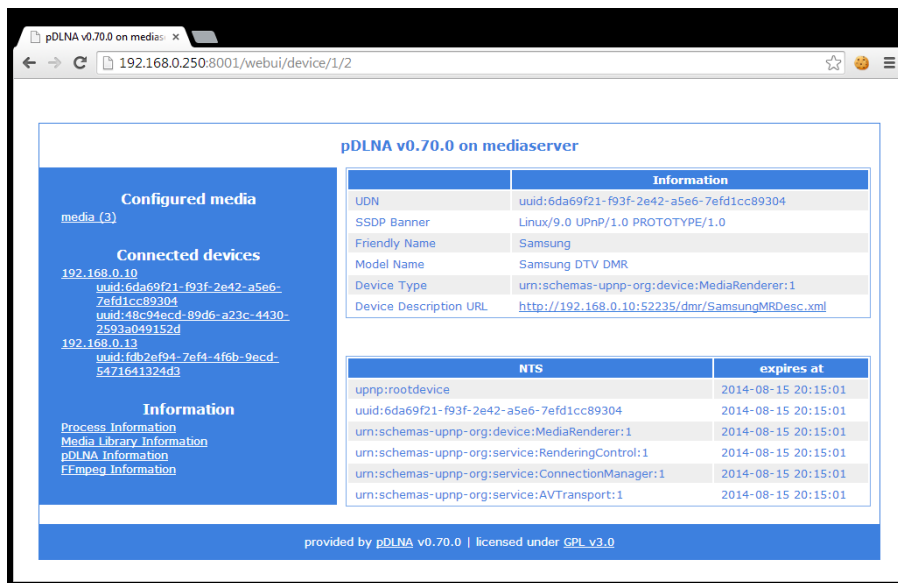 pDLNA v0.70.0 on medias
192.168.0.250:8001/webui/device/1/2
pDLNA v0.70.0 on mediaserver
Configured media
media (3)
Connected devices
192.168.0.10
uuid:6da69f21-f93f-2e42-a5e6-
7efd1cc89304
uuid:48c94ecd-89d6-a23c-4430-
2593a049152d
192.168.0.13
uuid:fdb2ef94-7ef4-4f6b-9ecd-
5471641324d3
Information
Process Information
Media Library Information
pDLNA Information
FFmpeg Information
Information
UDN uuid:6da69f21-f93f-2e42-a5e6-7efd1cc89304
SSDP Banner Linux/9.0 UPnP/1.0 PROTOTYPE/1.0
Friendly Name Samsung
Model Name Samsung DTV DMR
Device Type urn:schemas-upnp-org:device:MediaRenderer:1
Device Description URL http://192.168.0.10:52235/dmr/SamsungMRDesc.xml
NTS expires at
upnp:rootdevice 2014-08-15 20:15:01
uuid:6da69f21-f93f-2e42-a5e6-7efd1cc89304 2014-08-15 20:15:01
urn:schemas-upnp-org:device:MediaRenderer:1 2014-08-15 20:15:01
urn:schemas-upnp-org:service:RenderingControl:1 2014-08-15 20:15:01
urn:schemas-upnp-org:service:ConnectionManager:1 2014-08-15 20:15:01
urn:schemas-upnp-org:service:AVTransport:1 2014-08-15 20:15:01
provided by pDLNA v0.70.0 | licensed under GPL v3.0